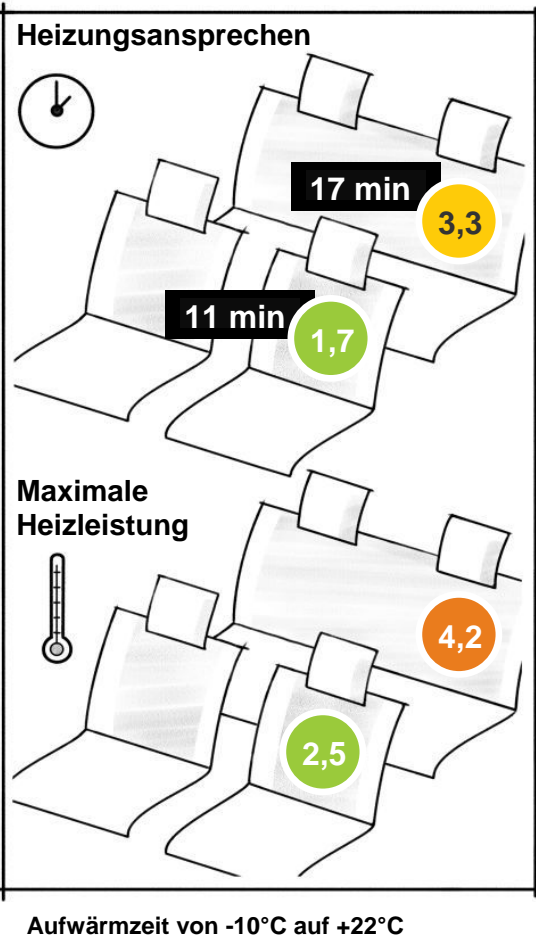 Heizungsansprechen
17 min
3,3
11 min
1,7
Maximale
Heizleistung
4,2
2,5
Aufwärmzeit von -10°C auf +22°C